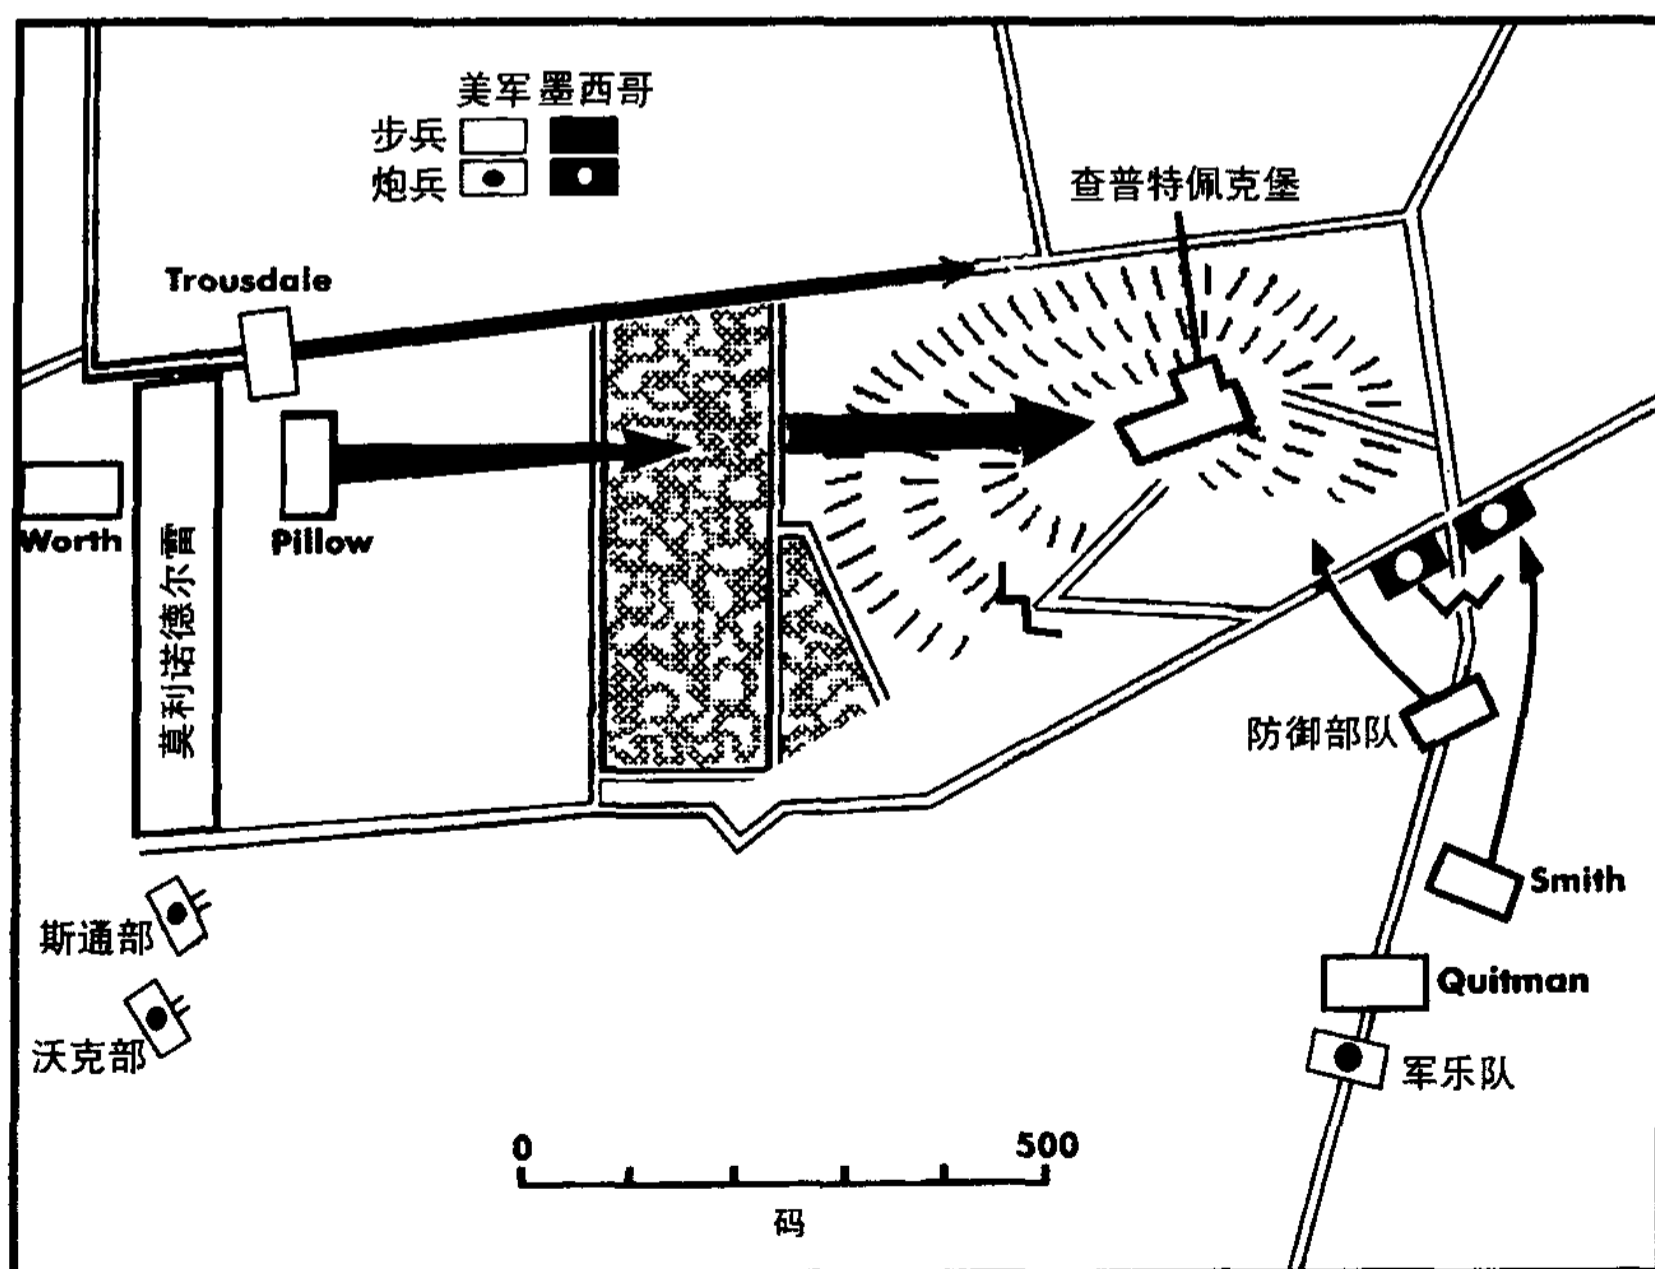 美军 墨西哥
步兵
炮兵
查普特佩克堡
Trousdale
Worth
莫利诺德尔雷
Pillow
防御部队
Smith
斯通部
Quitman
沃克部
军乐队
0 500
码